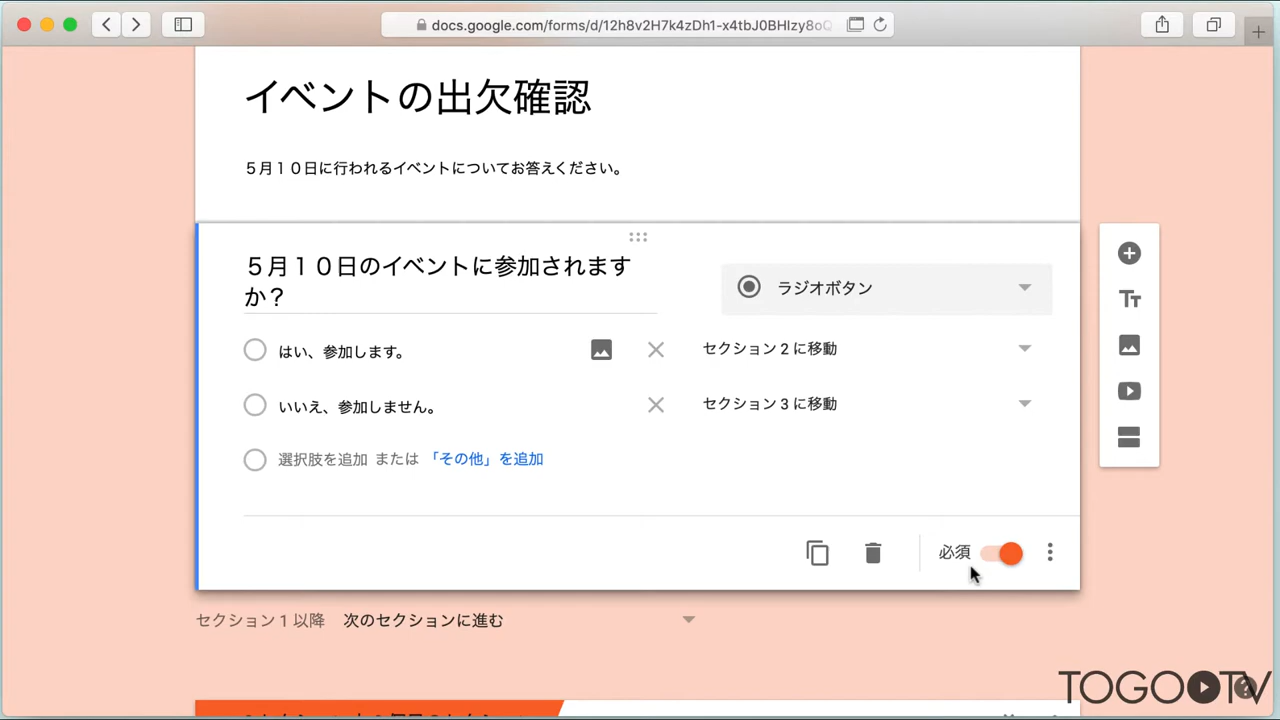 docs.google.com/forms/d/12h8v2H7k4zDh1-x4tbJ0BHIzy8oQ
イベントの出欠確認
5月10日に行われるイベントについてお答えください。
5月10日のイベントに参加されます
か？
ラジオボタン
はい、参加します。
セクション 2 に移動
いいえ、参加しません。
セクション 3 に移動
選択肢を追加 または 「その他」を追加
必須
セクション 1 以降 次のセクションに進む
TOGOTV